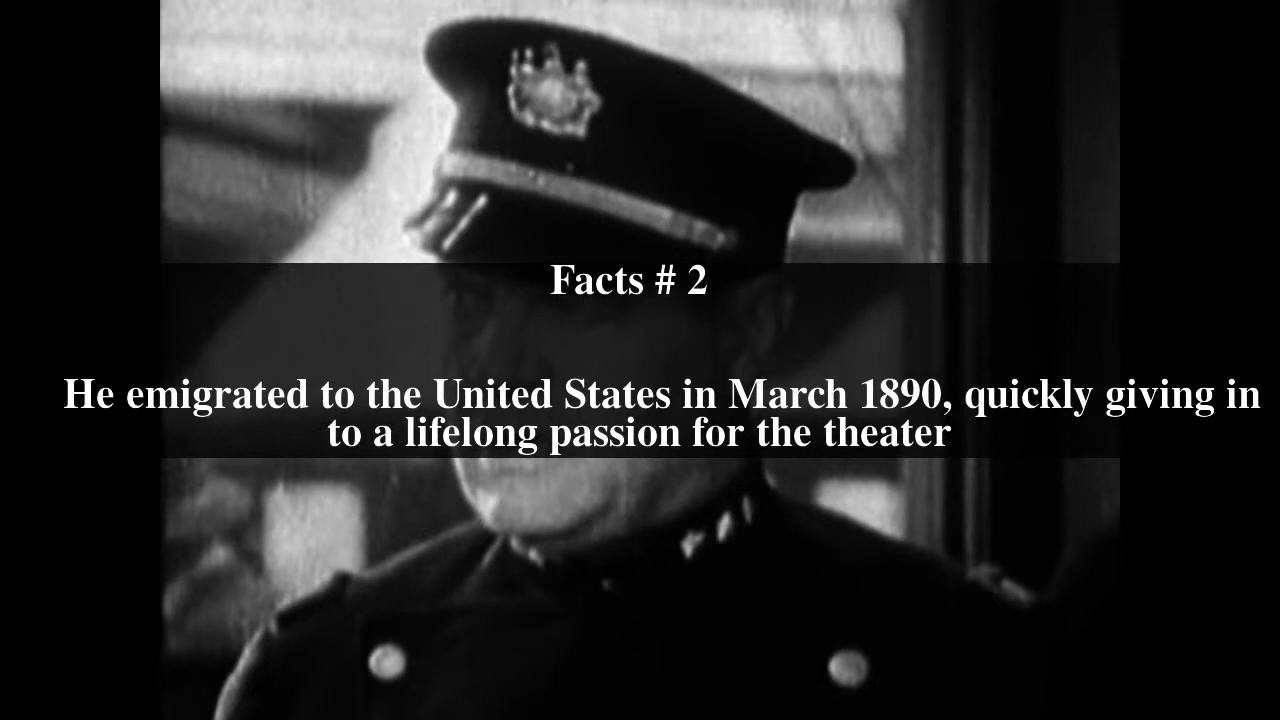 Facts # 2
He emigrated to the United States in March 1890, quickly giving in
to a lifelong passion for the theater